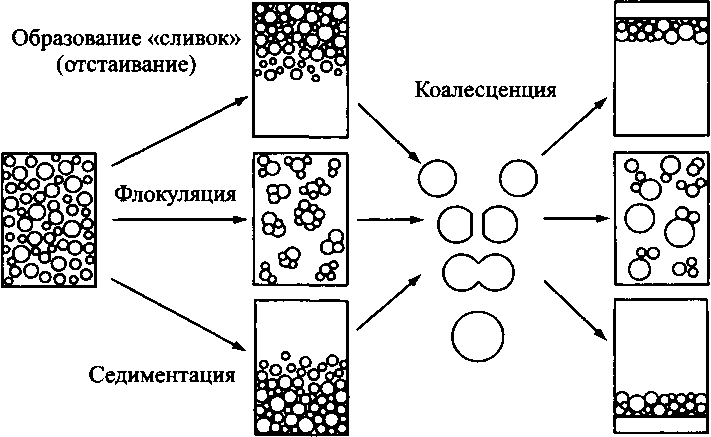 Образование «сливок»
(отстаивание)
Коалесценция
Флокуляция
Седиментация